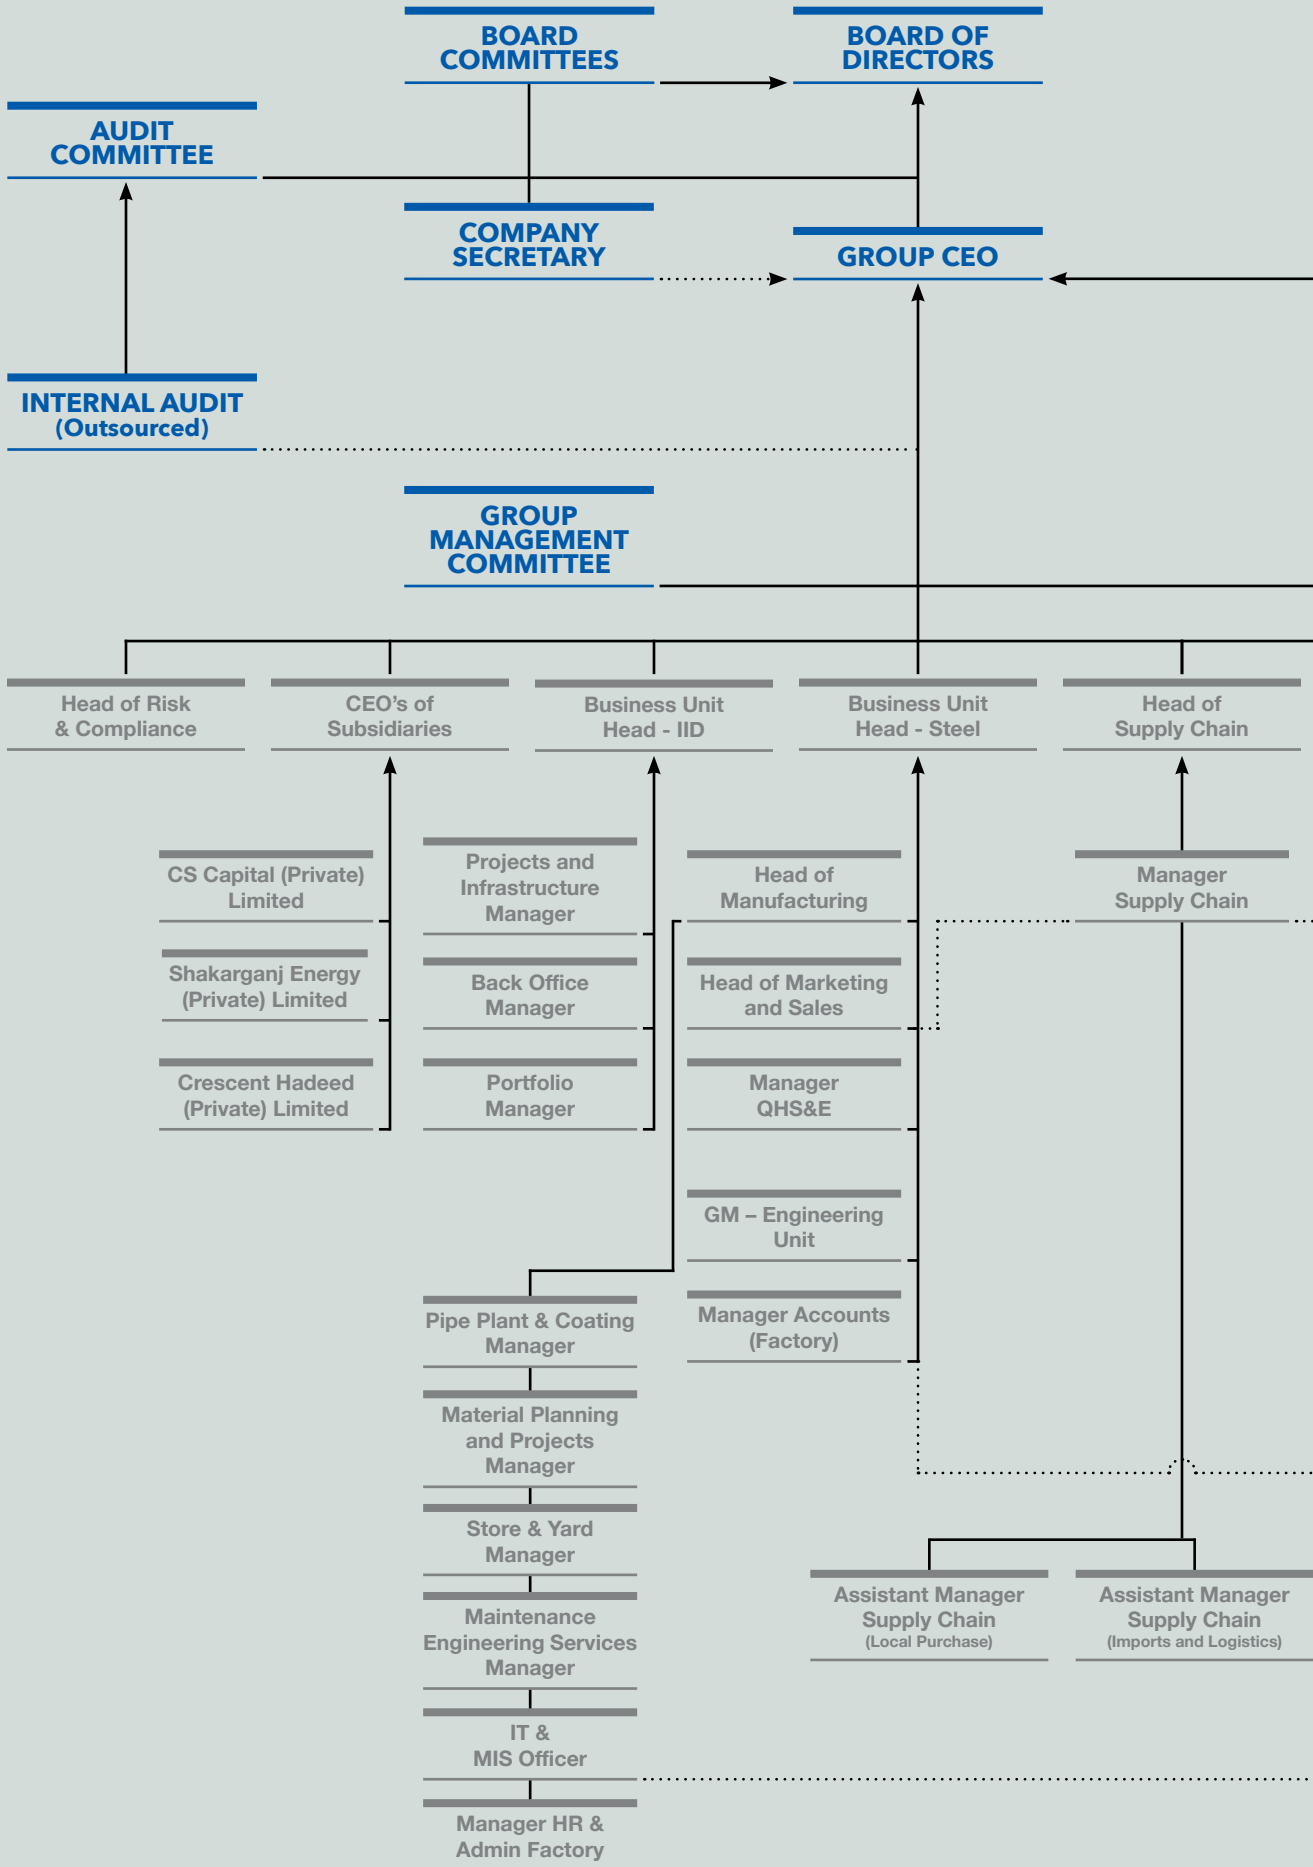 BOARD
COMMITTEES
BOARD OF
DIRECTORS
AUDIT
COMMITTEE
COMPANY
SECRETARY
GROUP CEO
INTERNAL AUDIT
(Outsourced)
GROUP
MANAGEMENT
COMMITTEE
Head of Risk
& Compliance
CEO's of
Subsidiaries
Business Unit
Head - IID
Business Unit
Head - Steel
Head of
Supply Chain
CS Capital (Private)
Limited
Shakarganj Energy
(Private) Limited
Crescent Hadeed
(Private) Limited
Projects and
Infrastructure
Manager
Back Office
Manager
Portfolio
Manager
Head of
Manufacturing
Head of Marketing
and Sales
Manager
QHS&E
GM – Engineering
Unit
Manager Accounts
(Factory)
Manager
Supply Chain
Pipe Plant & Coating
Manager
Material Planning
and Projects
Manager
Store & Yard
Manager
Maintenance
Engineering Services
Manager
IT &
MIS Officer
Manager HR &
Admin Factory
Assistant Manager
Supply Chain
(Local Purchase)
Assistant Manager
Supply Chain
(Imports and Logistics)